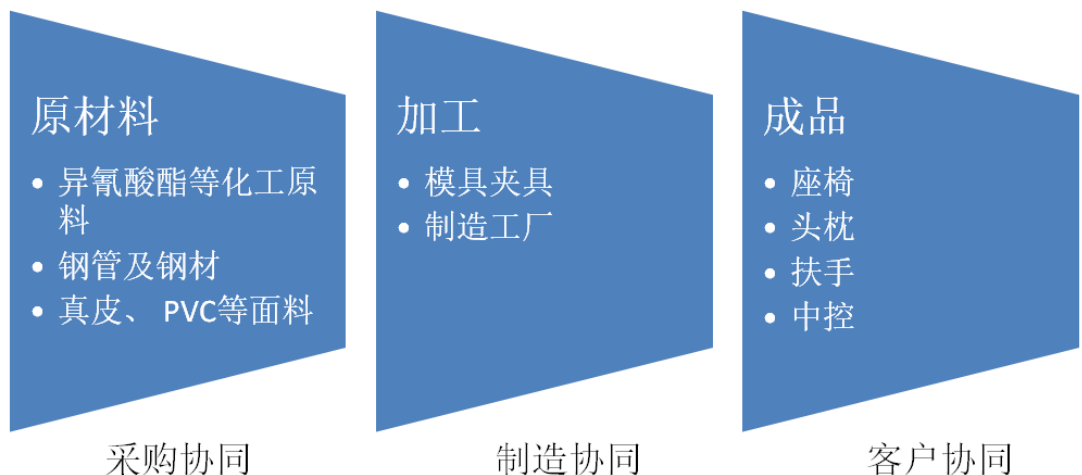 原材料
• 异氰酸酯等化工原
料
• 钢管及钢材
• 真皮、 PVC等面料
采购协同
加工
• 模具夹具
• 制造工厂
制造协同
成品
• 座椅
• 头枕
• 扶手
• 中控
客户协同